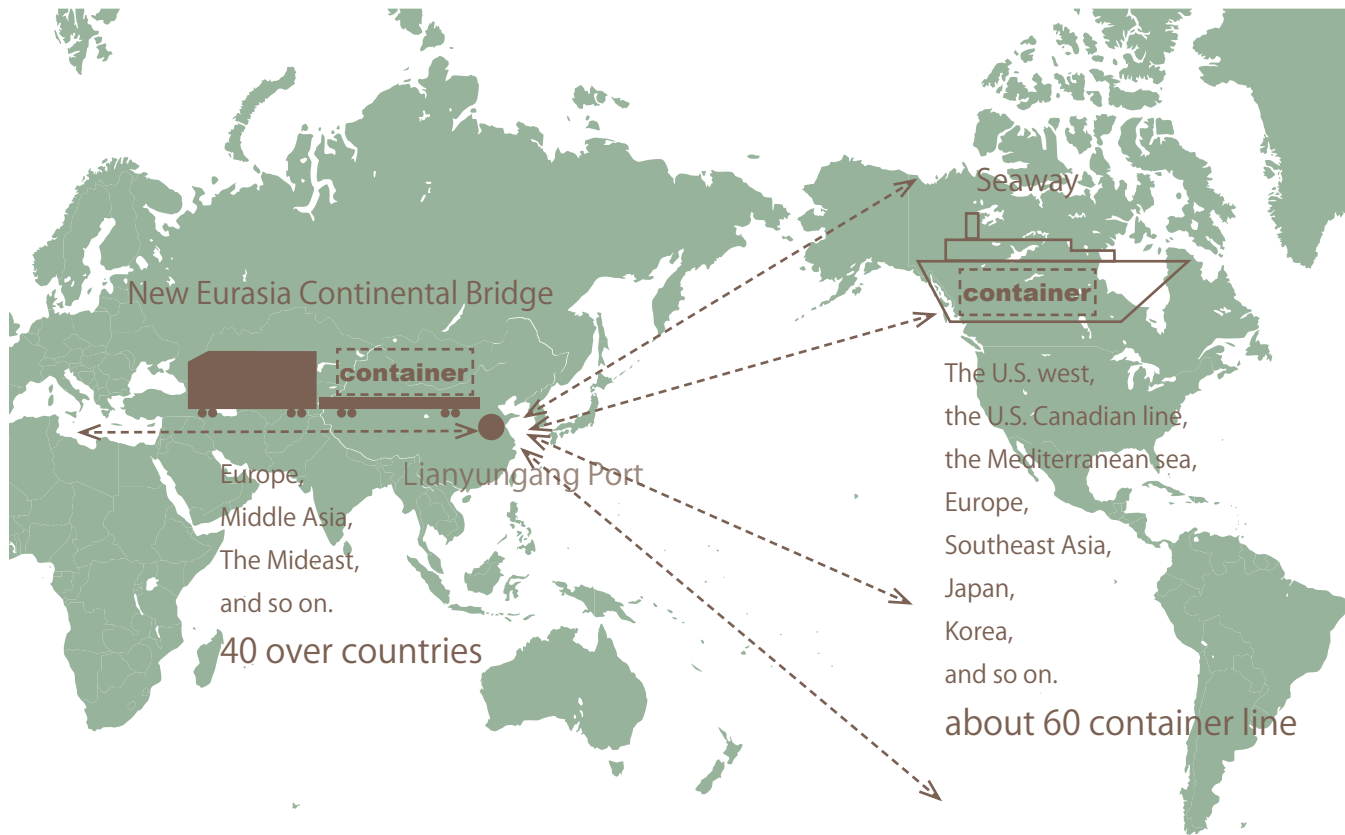 Seaway
container
New Eurasia Continental Bridge
container
Lianyungang Port
Europe,
Middle Asia,
The Mideast,
and so on.
40 over countries
The U.S. west,
the U.S. Canadian line,
the Mediterranean sea,
Europe,
Southeast Asia,
Japan,
Korea,
and so on.
about 60 container line